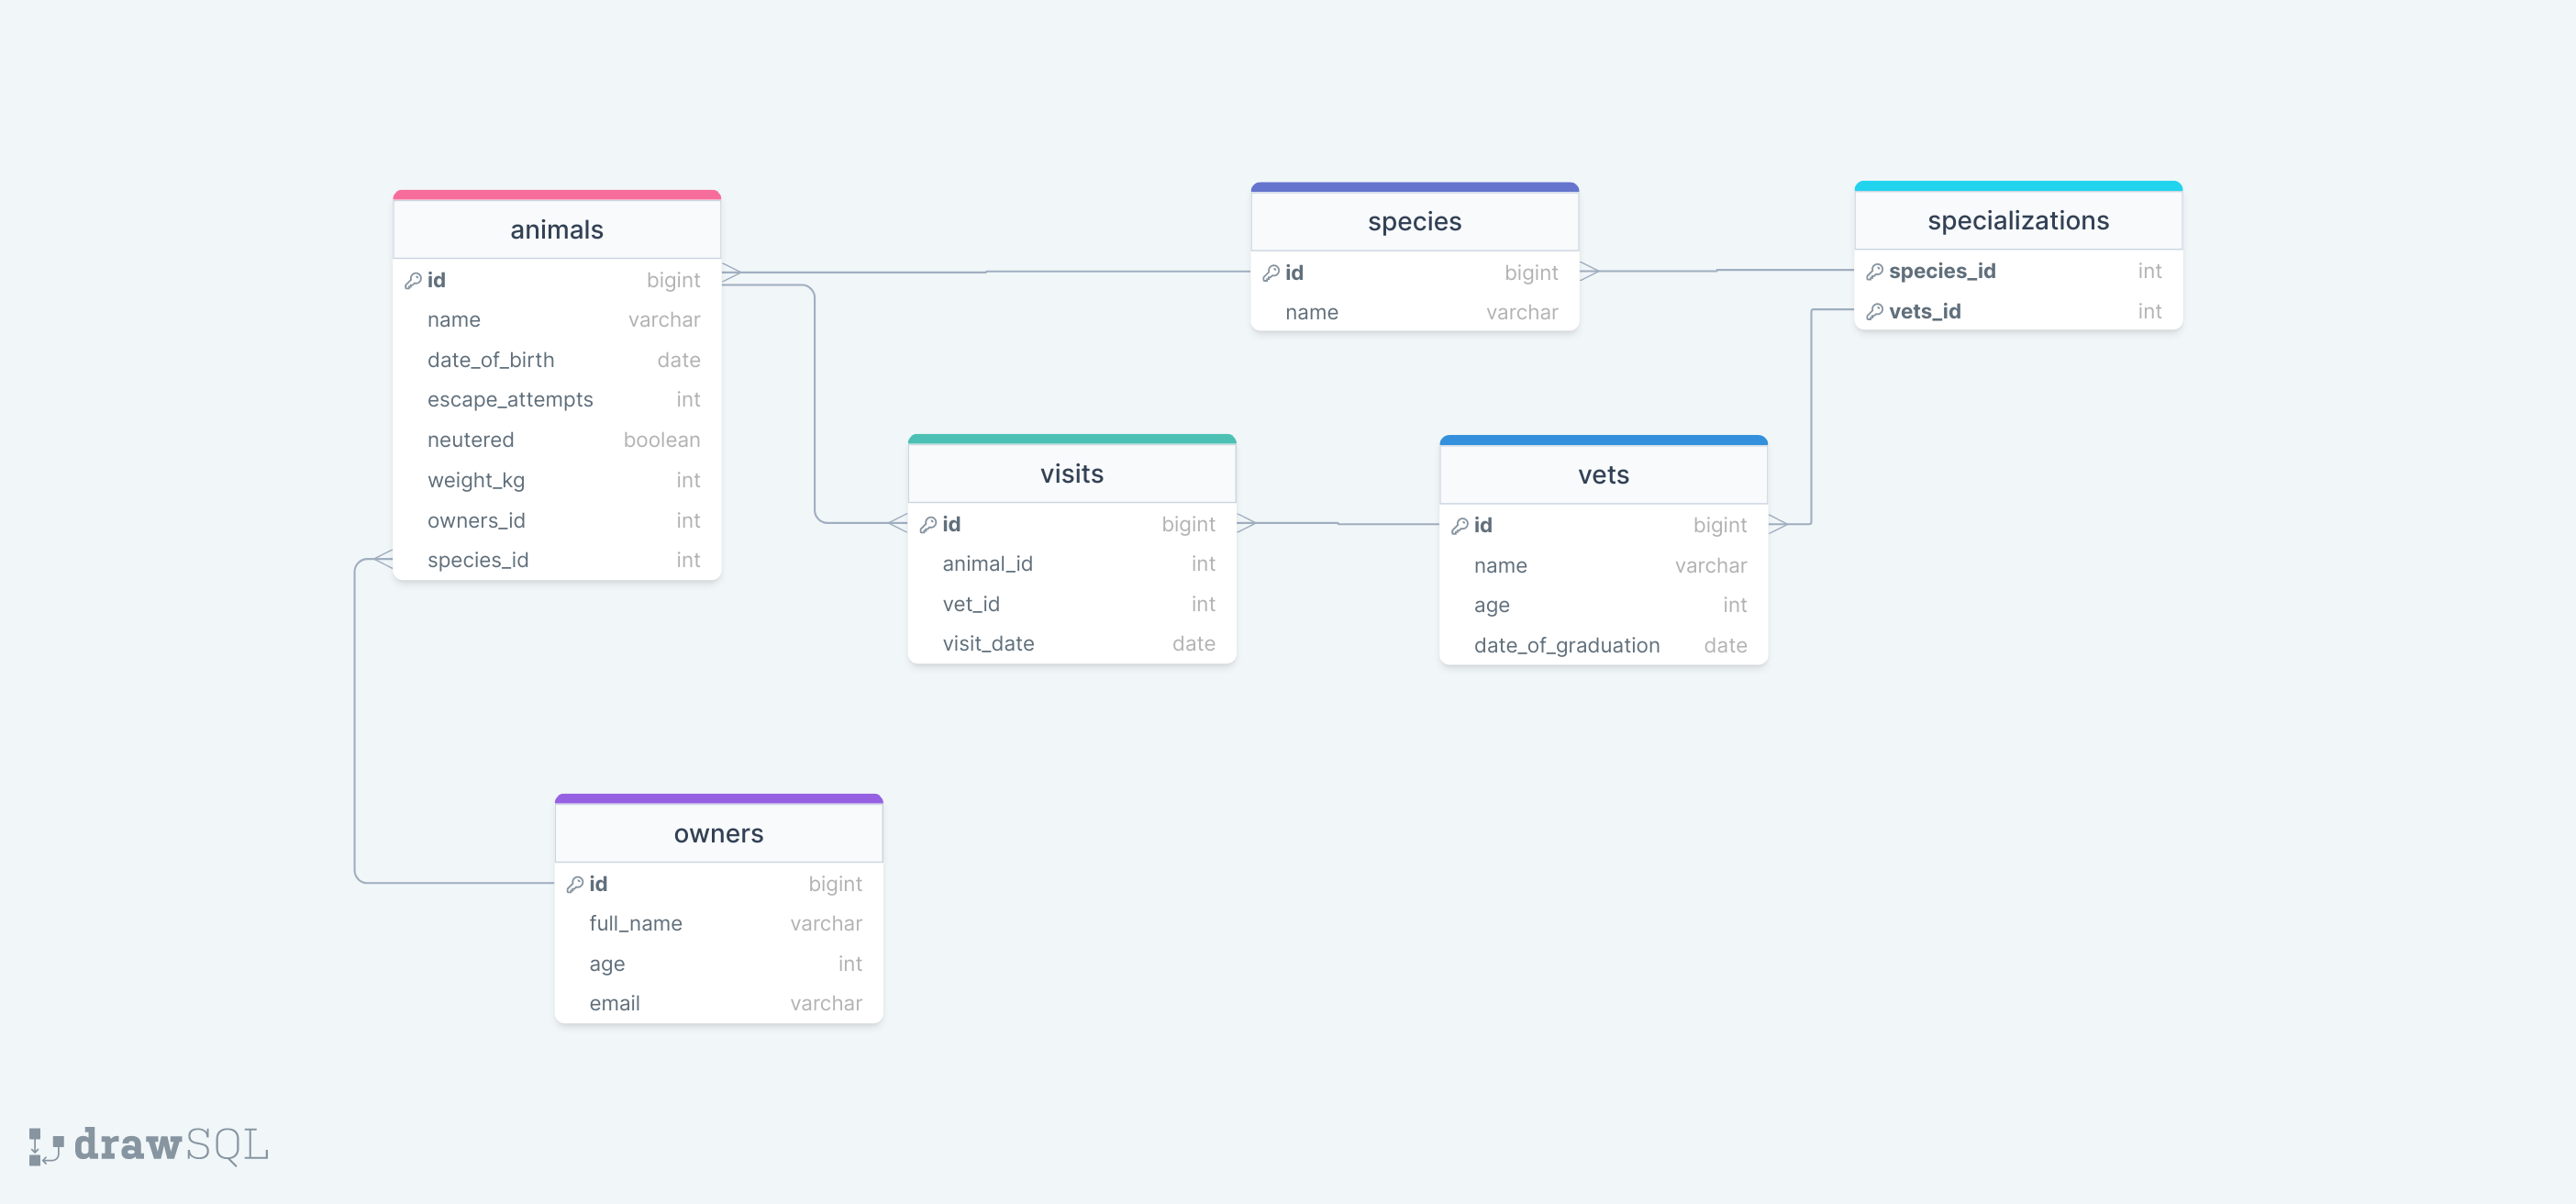 animals
id bigint
name varchar
date_of_birth date
escape_attempts int
neutered boolean
weight_kg int
owners_id int
species_id int
species
id bigint
name varchar
specializations
species_id int
vets_id int
visits
id bigint
animal_id int
vet_id int
visit_date date
vets
id bigint
name varchar
age int
date_of_graduation date
owners
id bigint
full_name varchar
age int
email varchar
drawSQL